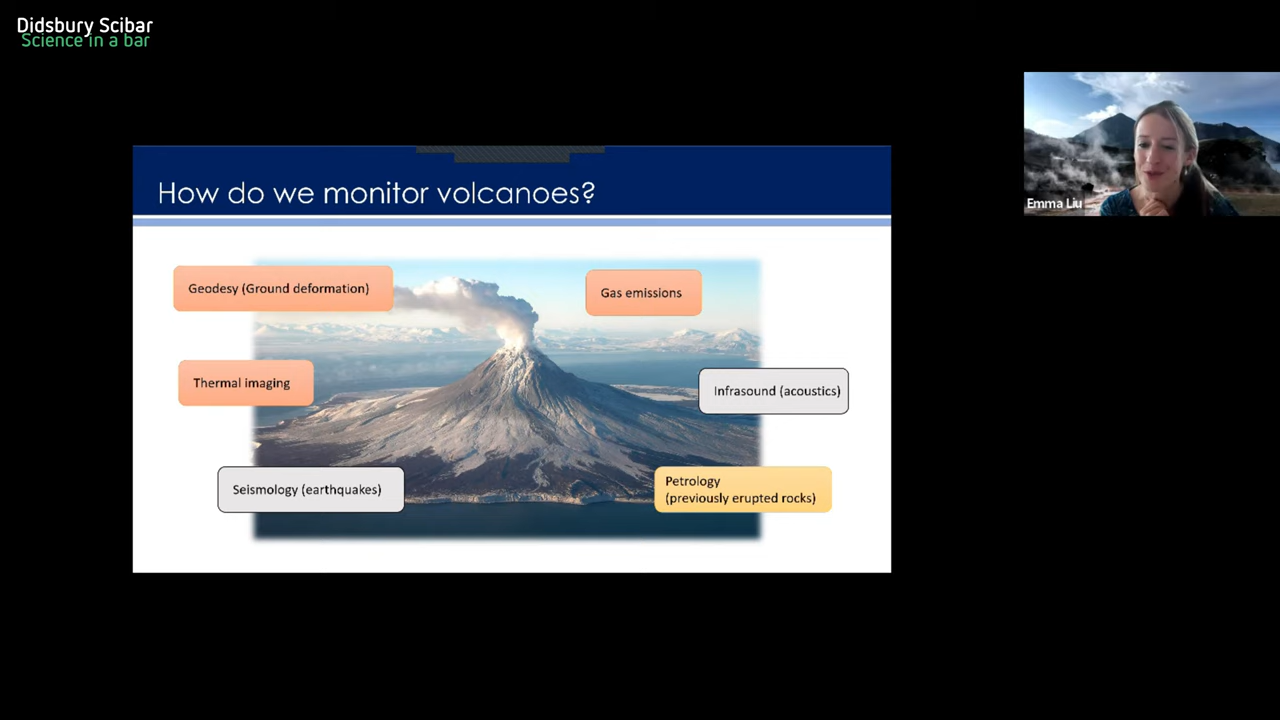 Didsbury Scibar
Science in a bar
Emma Liu
How do we monitor volcanoes?
Geodesy (Ground deformation)
Gas emissions
Thermal imaging
Infrasound (acoustics)
Seismology (earthquakes)
Petrology
(previously erupted rocks)